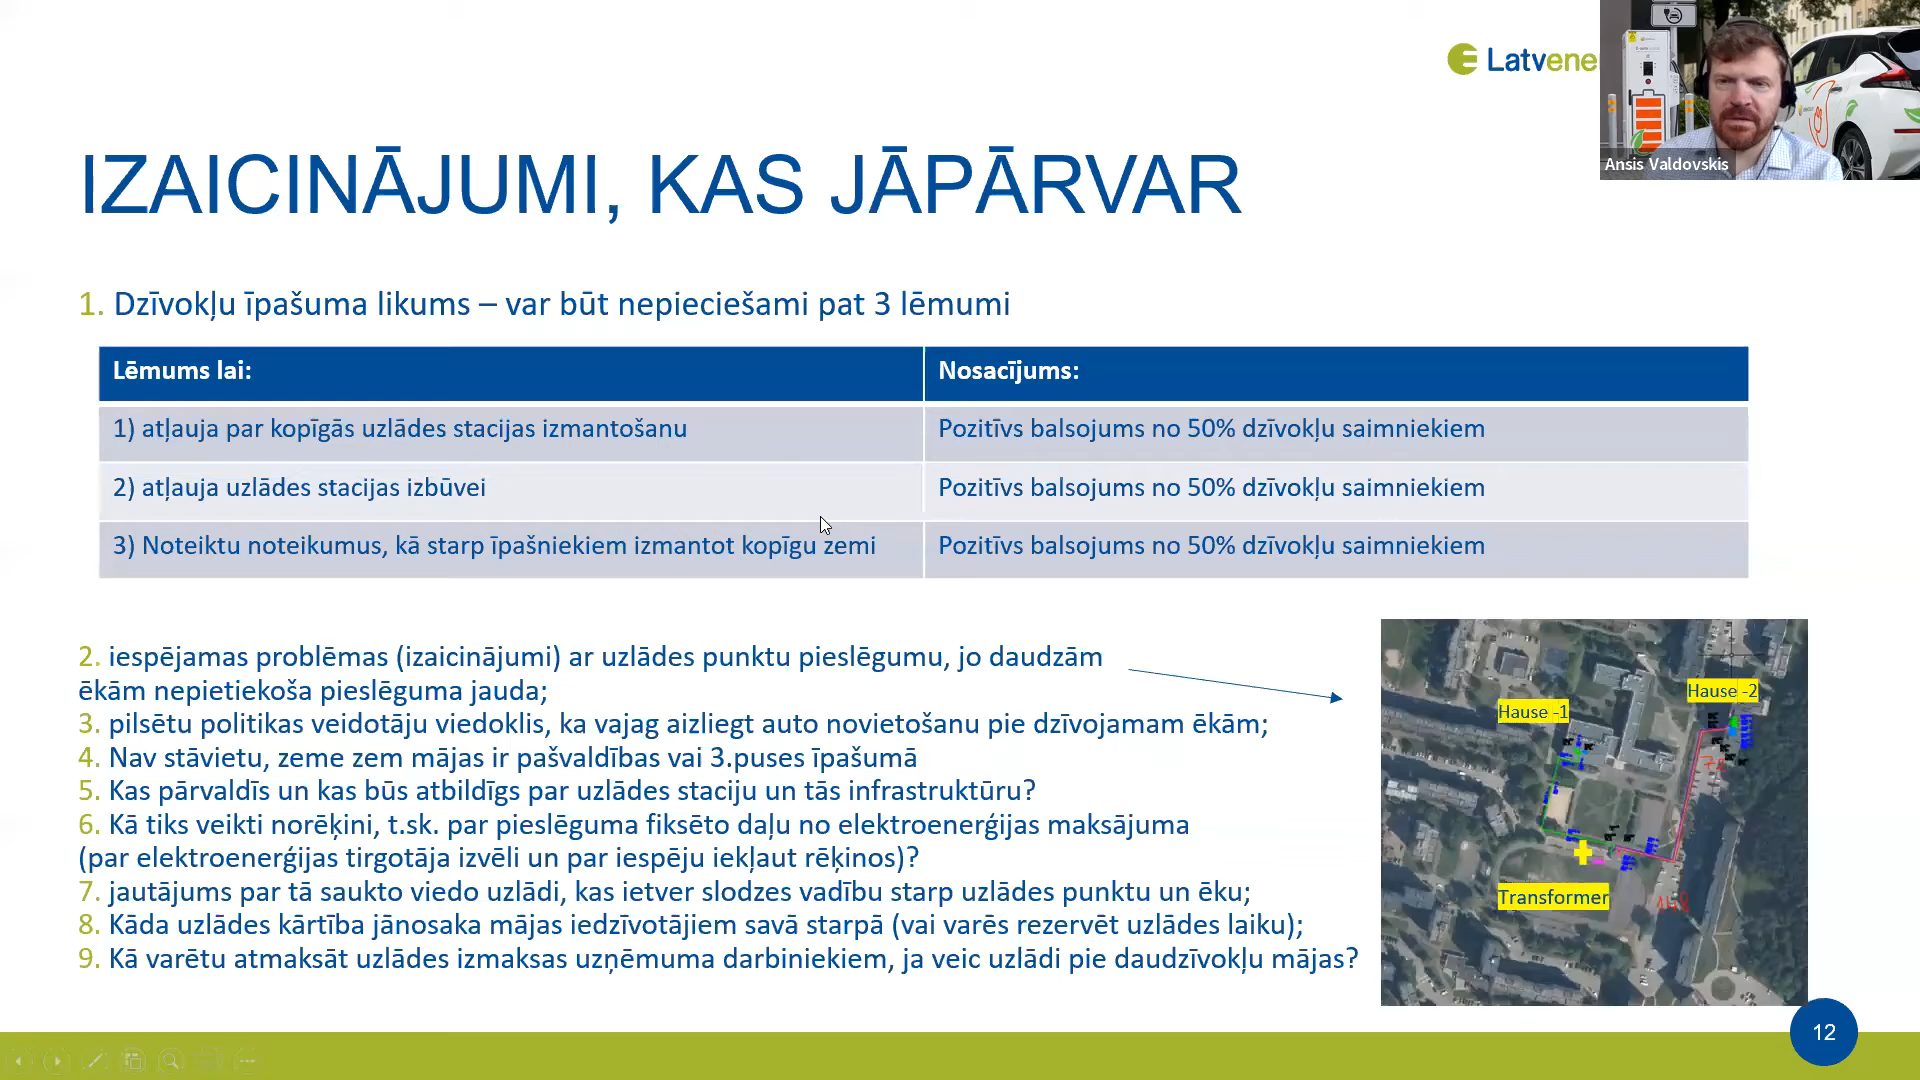 Latvene
Ansis Valdovskis
IZAICINĀJUMI, KAS JĀPĀRVAR
1. Dzīvokļu īpašuma likums – var būt nepieciešami pat 3 lēmumi
Lēmums lai:
Nosacījums:
1) atļauja par kopīgās uzlādes stacijas izmantošanu
Pozitīvs balsojums no 50% dzīvokļu saimniekiem
2) atļauja uzlādes stacijas izbūvei
Pozitīvs balsojums no 50% dzīvokļu saimniekiem
3) Noteiktu noteikumus, kā starp īpašniekiem izmantot kopīgu zemi
Pozitīvs balsojums no 50% dzīvokļu saimniekiem
2. iespējamas problēmas (izaicinājumi) ar uzlādes punktu pieslēgumu, jo daudzām
ēkām nepietiekoša pieslēguma jauda;
3. pilsētu politikas veidotāju viedoklis, ka vajag aizliegt auto novietošanu pie dzīvojamam ēkām;
4. Nav stāvietu, zeme zem mājas ir pašvaldības vai 3.puses īpašumā
5. Kas pārvaldīs un kas būs atbildīgs par uzlādes staciju un tās infrastruktūru?
6. Kā tiks veikti norēķini, t.sk. par pieslēguma fiksēto daļu no elektroenerģijas maksājuma
(par elektroenerģijas tirgotāja izvēli un par iespēju iekļaut rēķinos)?
7. jautājums par tā saukto viedo uzlādi, kas ietver slodzes vadību starp uzlādes punktu un ēku;
8. Kāda uzlādes kārtība jānosaka mājas iedzīvotājiem savā starpā (vai varēs rezervēt uzlādes laiku);
9. Kā varētu atmaksāt uzlādes izmaksas uzņēmuma darbiniekiem, ja veic uzlādi pie daudzīvokļu mājas?
Hause -2
Hause -1
Transformer
12